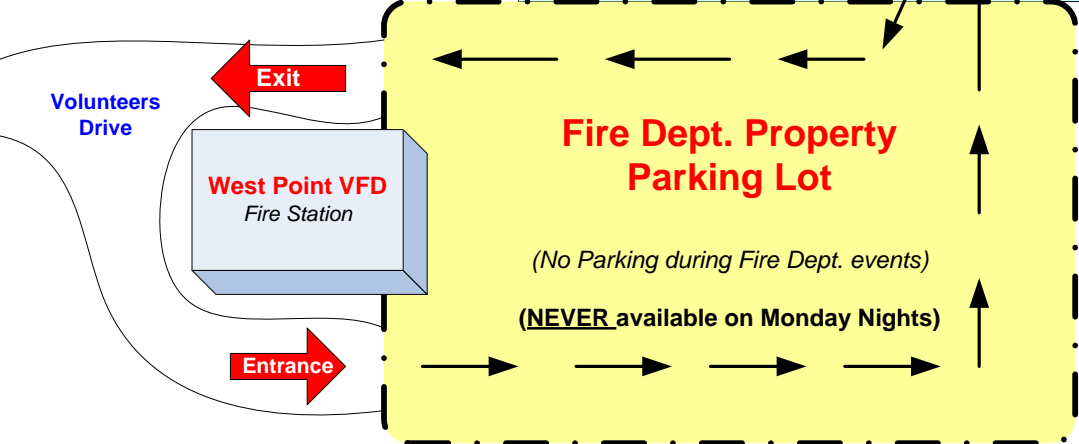 Exit
Volunteers
Drive
Fire Dept. Property
Parking Lot
West Point VFD
Fire Station
(No Parking during Fire Dept. events)
(NEVER available on Monday Nights)
Entrance